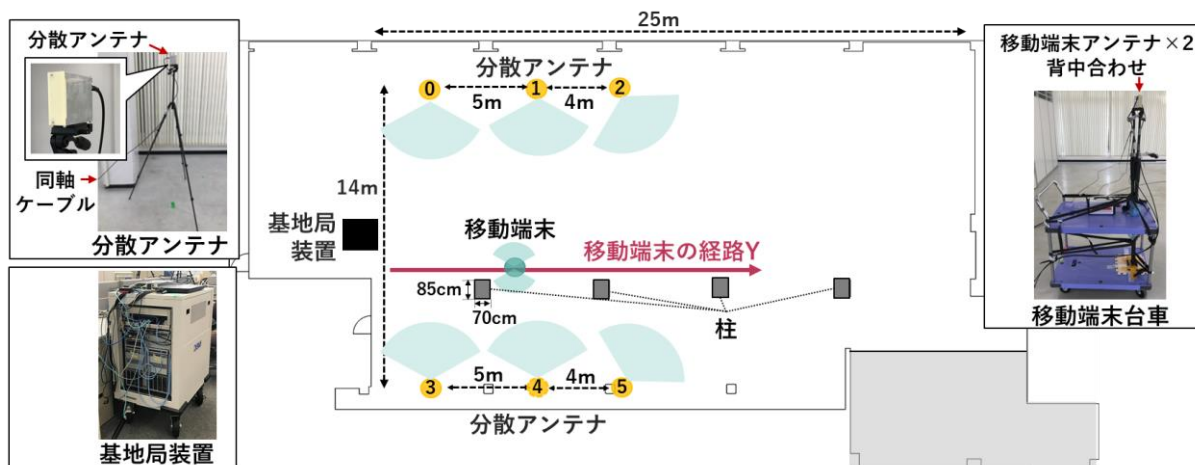 分散アンテナ
同軸
ケーブル
分散アンテナ
基地局装置
25m
分散アンテナ
0
1
2
5m
4m
14m
基地局
装置
移動端末
移動端末の経路Y
85cm
70cm
柱
3
4
5
5m
4m
分散アンテナ
移動端末アンテナ×2
背中合わせ
移動端末台車